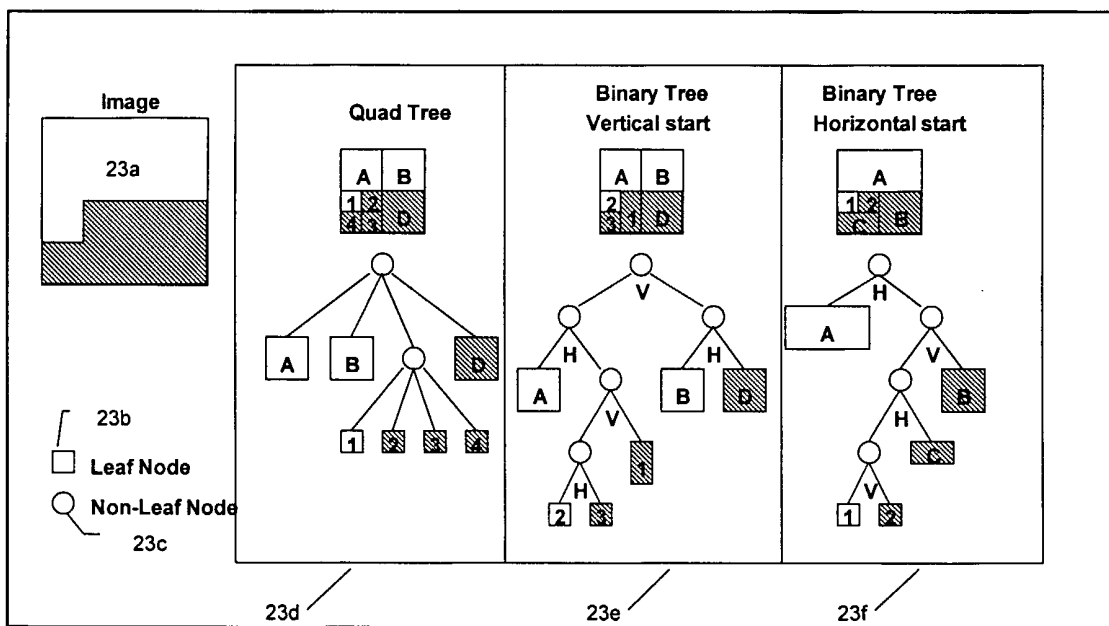 Image
23a
23b
Leaf Node
Non-Leaf Node
23c
Quad Tree
A B
1 2
4 3 D
A B D
1 2 3 4
23d
Binary Tree
Vertical start
A B
2
3 1 D
V
H H
A B D
V
1
H
2 3
23e
Binary Tree
Horizontal start
A
1 2
C B
H
A
V
B
H
C
V
1 2
23f